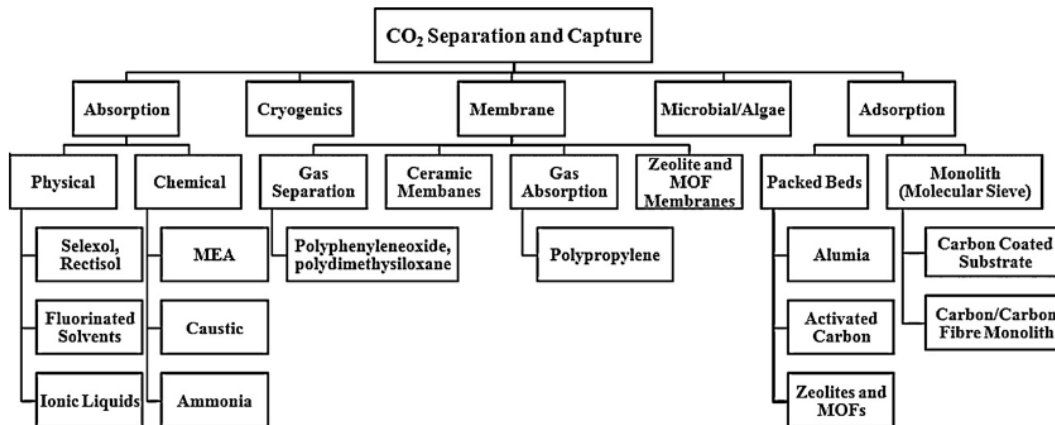 CO₂ Separation and Capture
Absorption
Cryogenics
Membrane
Microbial/Algae
Adsorption
Physical
Chemical
Gas
Separation
Ceramic
Membanes
Gas
Absorption
Zeolite and
MOF
Membranes
Packed Beds
Monolith
(Molecular Sieve)
Selexol,
Rectisol
MEA
Polyphenyleneoxide,
polydimethysiloxane
Polypropylene
Alumia
Carbon Coated
Substrate
Fluorinated
Solvents
Caustic
Activated
Carbon
Carbon/Carbon
Fibre Monolith
Ionic Liquids
Ammonia
Zeolites and
MOFs